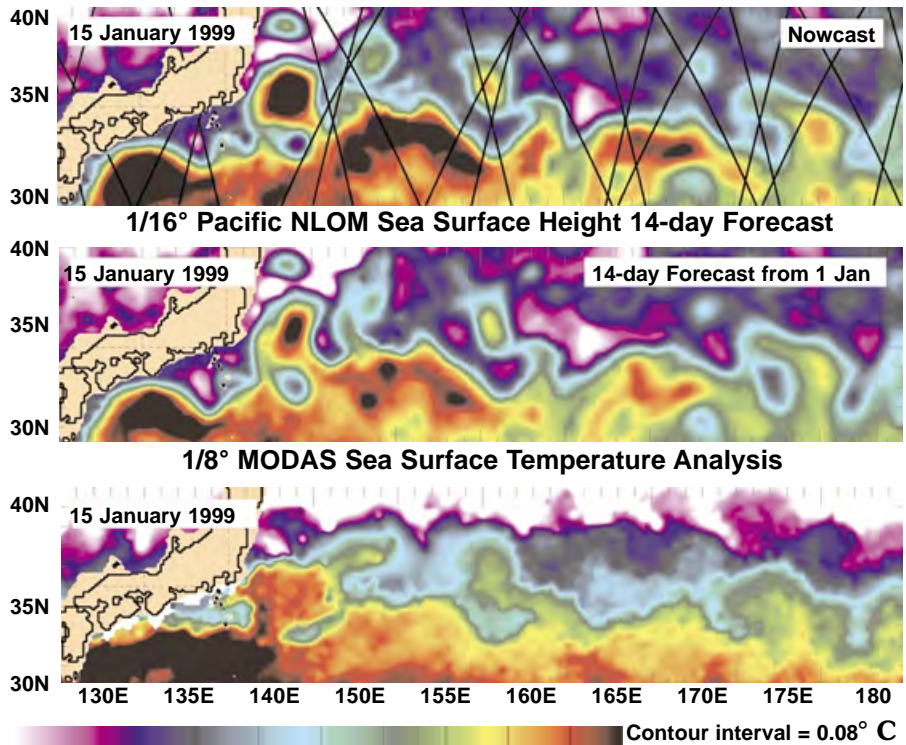 40N
15 January 1999
Nowcast
35N
30N
1/16° Pacific NLOM Sea Surface Height 14-day Forecast
40N
15 January 1999
14-day Forecast from 1 Jan
35N
30N
1/8° MODAS Sea Surface Temperature Analysis
40N
15 January 1999
35N
30N
130E 135E 140E 150E 155E 160E 165E 170E 175E 180
Contour interval = 0.08° C